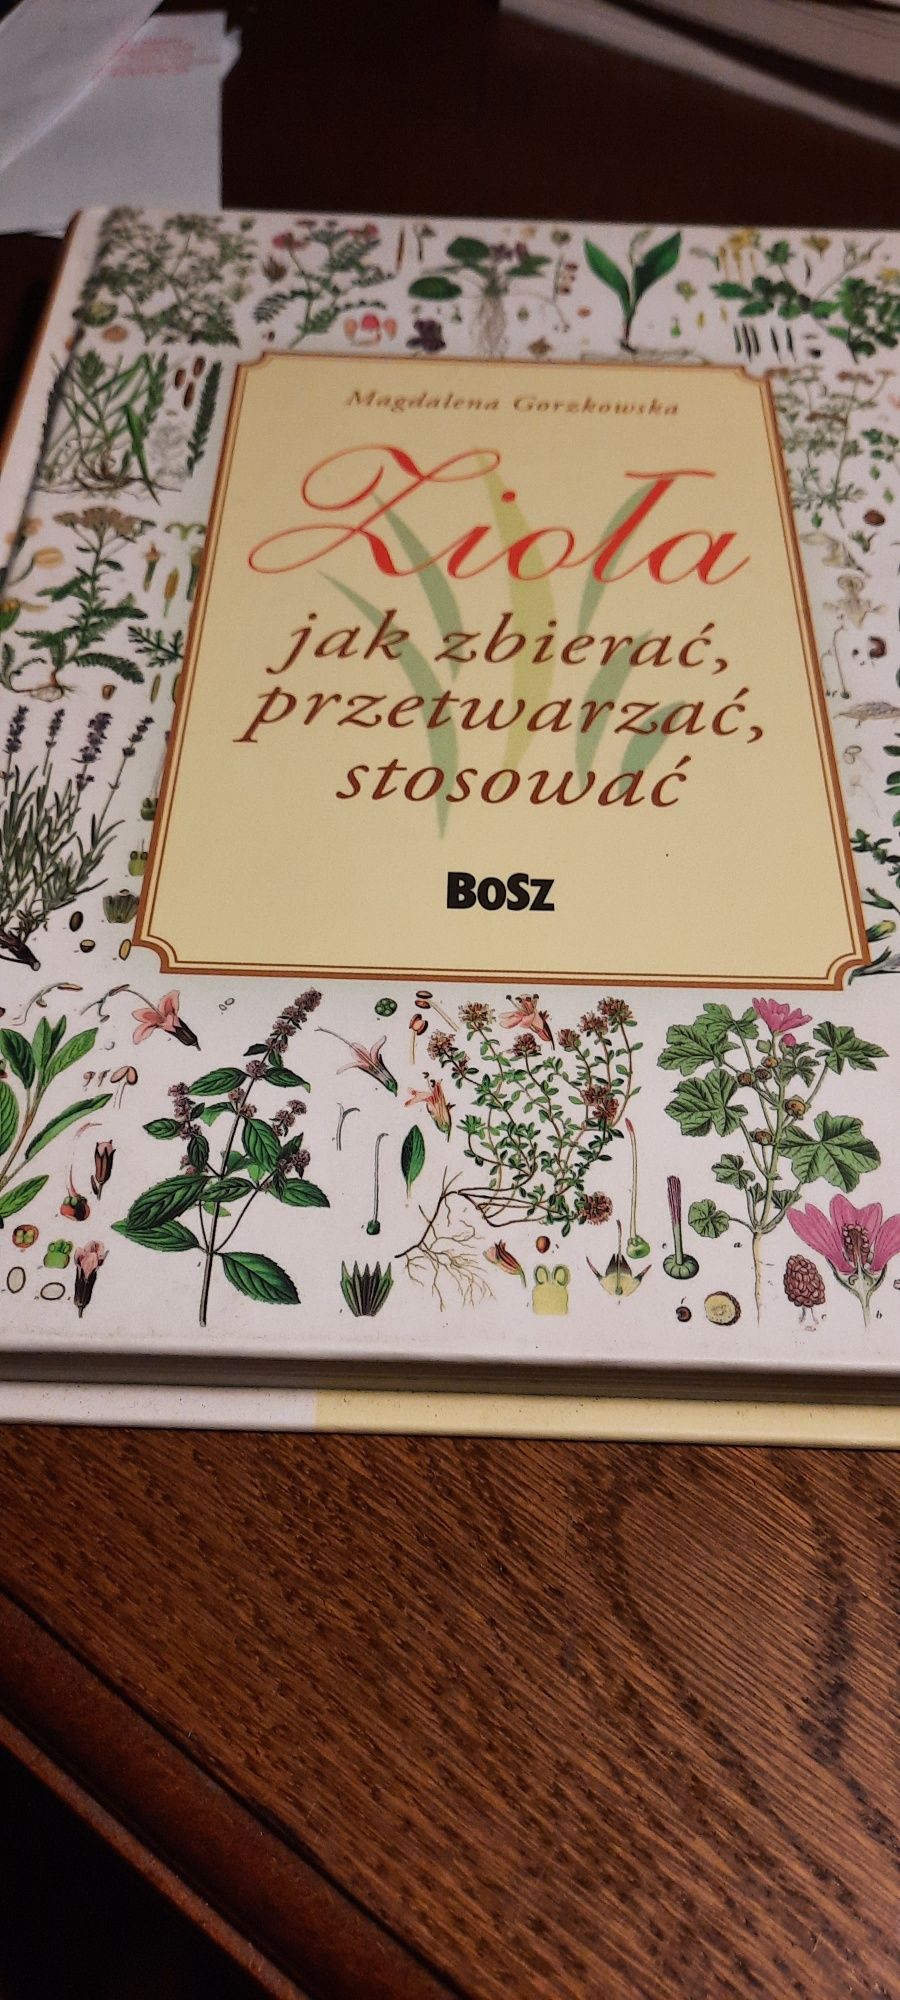 Magdalena Gorzkowska
Zioła
jak zbierać,
przetwarzać,
stosować
BOSZ